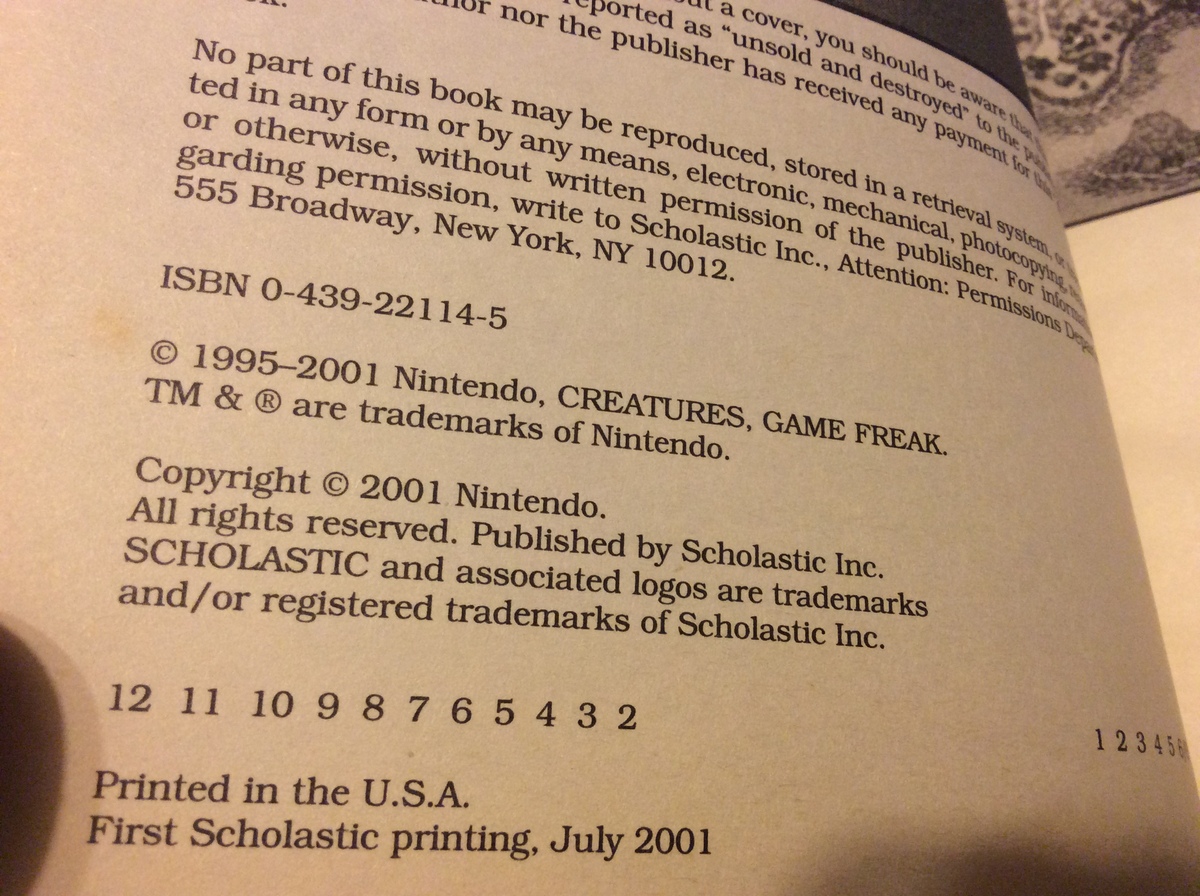 a cover, you should be aware that
reported as "unsold and destroyed" to the
nor the publisher has received any payment for
No part of this book may be reproduced, stored in a retrieval system, or
ted in any form or by any means, electronic, mechanical, photocopying,
or otherwise, without written permission of the publisher. For
garding permission, write to Scholastic Inc., Attention: Permissions
555 Broadway, New York, NY 10012.
ISBN 0-439-22114-5
© 1995–2001 Nintendo, CREATURES, GAME FREAK.
TM & ® are trademarks of Nintendo.
Copyright © 2001 Nintendo.
All rights reserved. Published by Scholastic Inc.
SCHOLASTIC and associated logos are trademarks
and/or registered trademarks of Scholastic Inc.
12 11 10 9 8 7 6 5 4 3 2
1 2 3 4 5
Printed in the U.S.A.
First Scholastic printing, July 2001